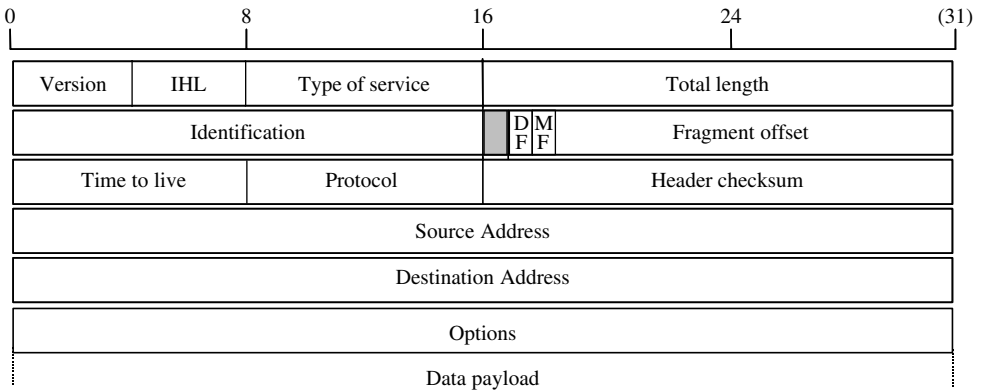 0 8 16 24 (31)
Version IHL Type of service Total length
Identification D F M F Fragment offset
Time to live Protocol Header checksum
Source Address
Destination Address
Options
Data payload